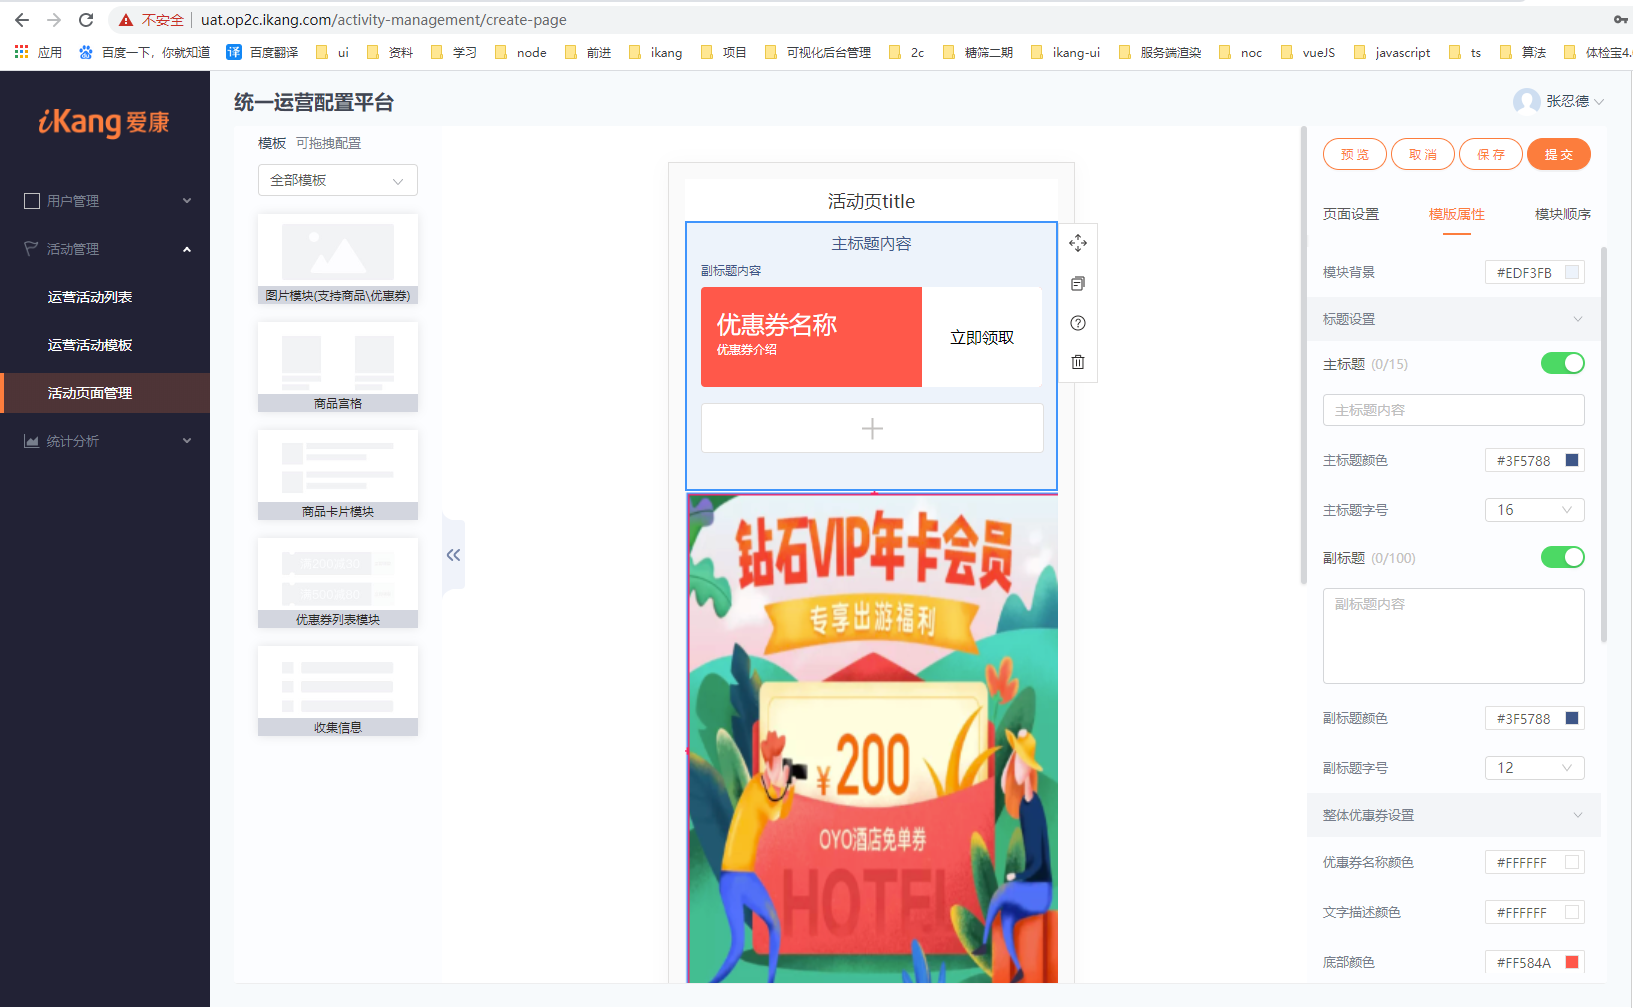 不安全 | uat.op2c.ikang.com/activity-management/create-page
应用 百度一下，你就知道 译 百度翻译 ui 资料 学习 node 前进 ikang 项目 可视化后台管理 2c 糖筛二期 ikang-ui 服务端渲染 noc vueJS javascript ts 算法 体检宝4.
iKang 爱康
用户管理
活动管理
运营活动列表
运营活动模板
活动页面管理
统计分析
统一运营配置平台
张忍德
模板 可拖拽配置
全部模板
图片模块(支持商品\优惠券)
商品宫格
商品卡片模块
满200减30
满500减80
优惠券列表模块
收集信息
活动页title
主标题内容
副标题内容
优惠券名称
优惠券介绍
立即领取
钻石VIP年卡会员
专享出游福利
¥200
OYO酒店免单券
HOTEL
预 览 取 消 保 存 提 交
页面设置 模版属性 模块顺序
模块背景 #EDF3FB
标题设置
主标题 (0/15)
主标题内容
主标题颜色 #3F5788
主标题字号 16
副标题 (0/100)
副标题内容
副标题颜色 #3F5788
副标题字号 12
整体优惠券设置
优惠券名称颜色 #FFFFFF
文字描述颜色 #FFFFFF
底部颜色 #FF584A